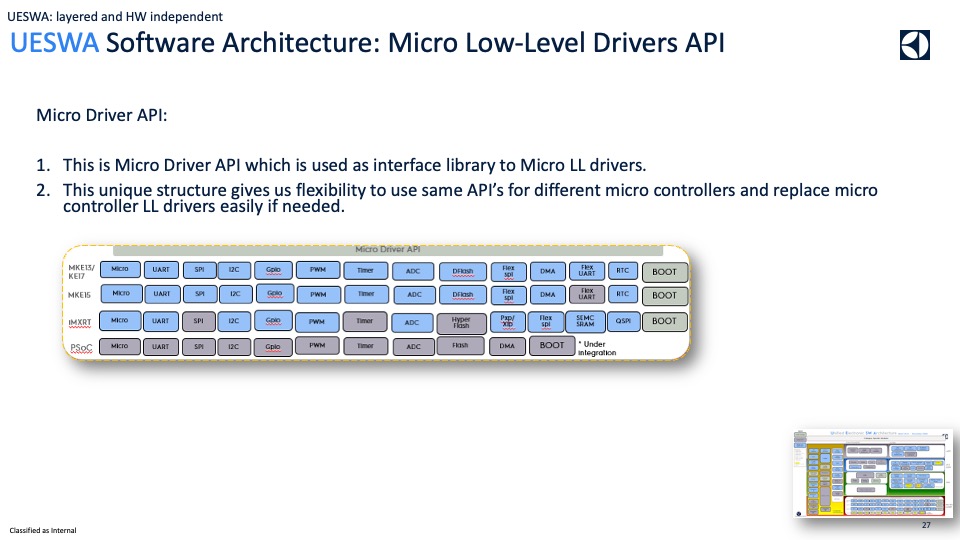 UESWA: layered and HW independent
UESWA Software Architecture: Micro Low-Level Drivers API
Micro Driver API:
1. This is Micro Driver API which is used as interface library to Micro LL drivers.
2. This unique structure gives us flexibility to use same API’s for different micro controllers and replace micro
controller LL drivers easily if needed.
Micro Driver API
MKE13/
KE17
Micro UART SPI I2C Gpio PWM Timer ADC DFlash Flex
spi DMA Flex
UART RTC BOOT
MKE15 Micro UART SPI I2C Gpio PWM Timer ADC DFlash Flex
spi DMA Flex
UART RTC BOOT
iMXRT Micro UART SPI I2C Gpio PWM Timer ADC Hyper
Flash Pxp/
Xip Flex
spi SEMC
SRAM QSPI BOOT
PSoC Micro UART SPI I2C Gpio PWM Timer ADC Flash DMA BOOT * Under
integration
Classified as Internal
27